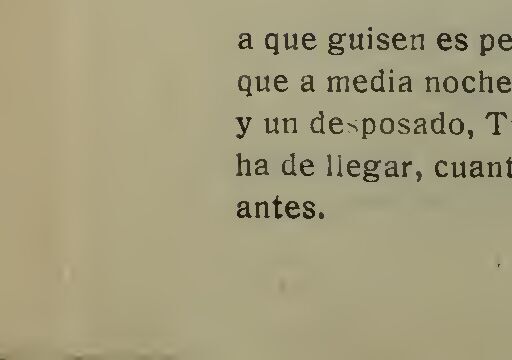 a que guisen es pe
que a media noche
y un desposado, T
ha de llegar, cuant
antes.